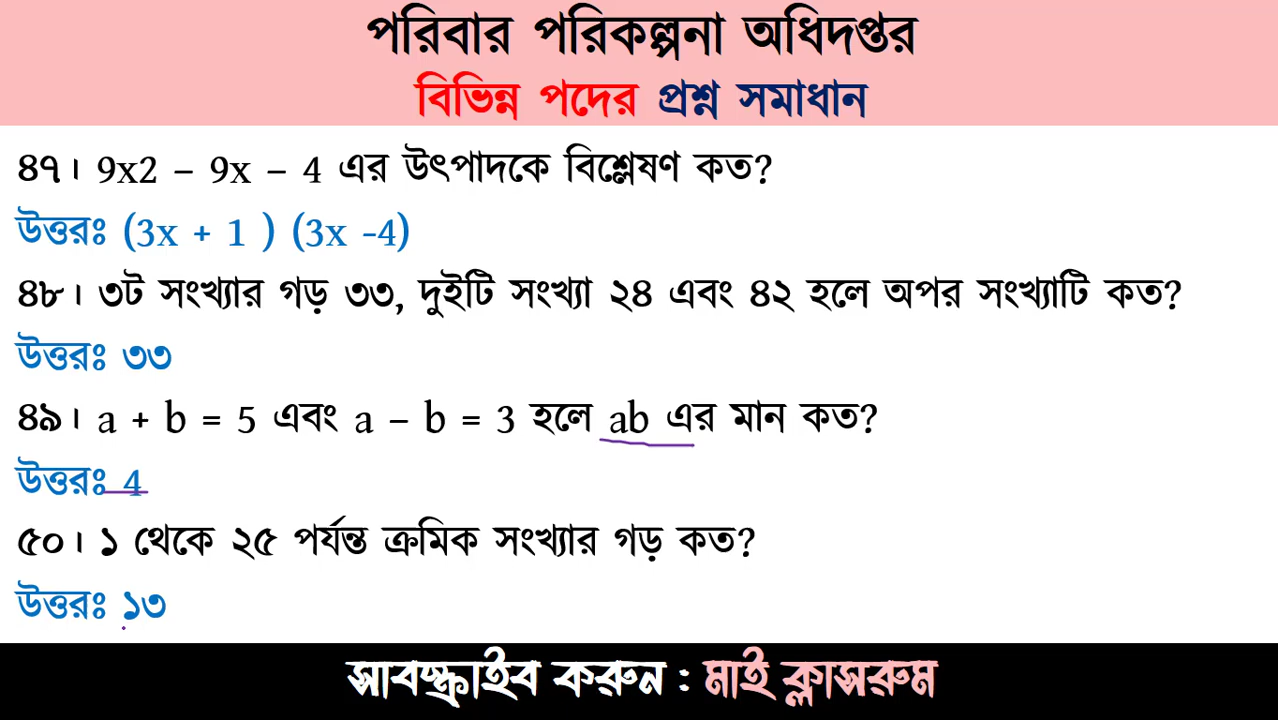 পরিবার পরিকল্পনা অধিদপ্তর
বিভিন্ন পদের প্রশ্ন সমাধান
৪৭। 9x2 – 9x – 4 এর উৎপাদকে বিশ্লেষণ কত?
উত্তরঃ (3x + 1 ) (3x -4)
৪৮। ৩ট সংখ্যার গড় ৩৩, দুইটি সংখ্যা ২৪ এবং ৪২ হলে অপর সংখ্যাটি কত?
উত্তরঃ ৩৩
৪৯। a + b = 5 এবং a – b = 3 হলে ab এর মান কত?
উত্তরঃ 4
৫০। ১ থেকে ২৫ পর্যন্ত ক্রমিক সংখ্যার গড় কত?
উত্তরঃ ১৩
সাবস্ক্রাইব করুন : মাই ক্লাসরুম